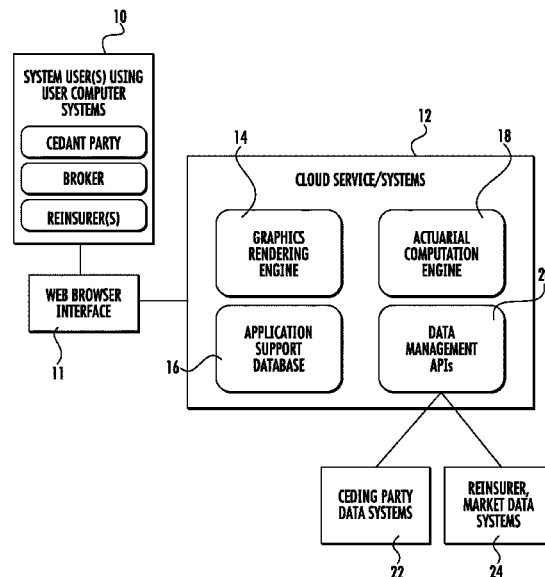 10
SYSTEM USER(S) USING
USER COMPUTER
SYSTEMS
CEDANT PARTY
BROKER
REINSURER(S)
WEB BROWSER
INTERFACE
11
12
CLOUD SERVICE/SYSTEMS
14
GRAPHICS
RENDERING
ENGINE
18
ACTUARIAL
COMPUTATION
ENGINE
16
APPLICATION
SUPPORT
DATABASE
2
DATA
MANAGEMENT
APIs
CEDING PARTY
DATA SYSTEMS
22
REINSURER,
MARKET DATA
SYSTEMS
24